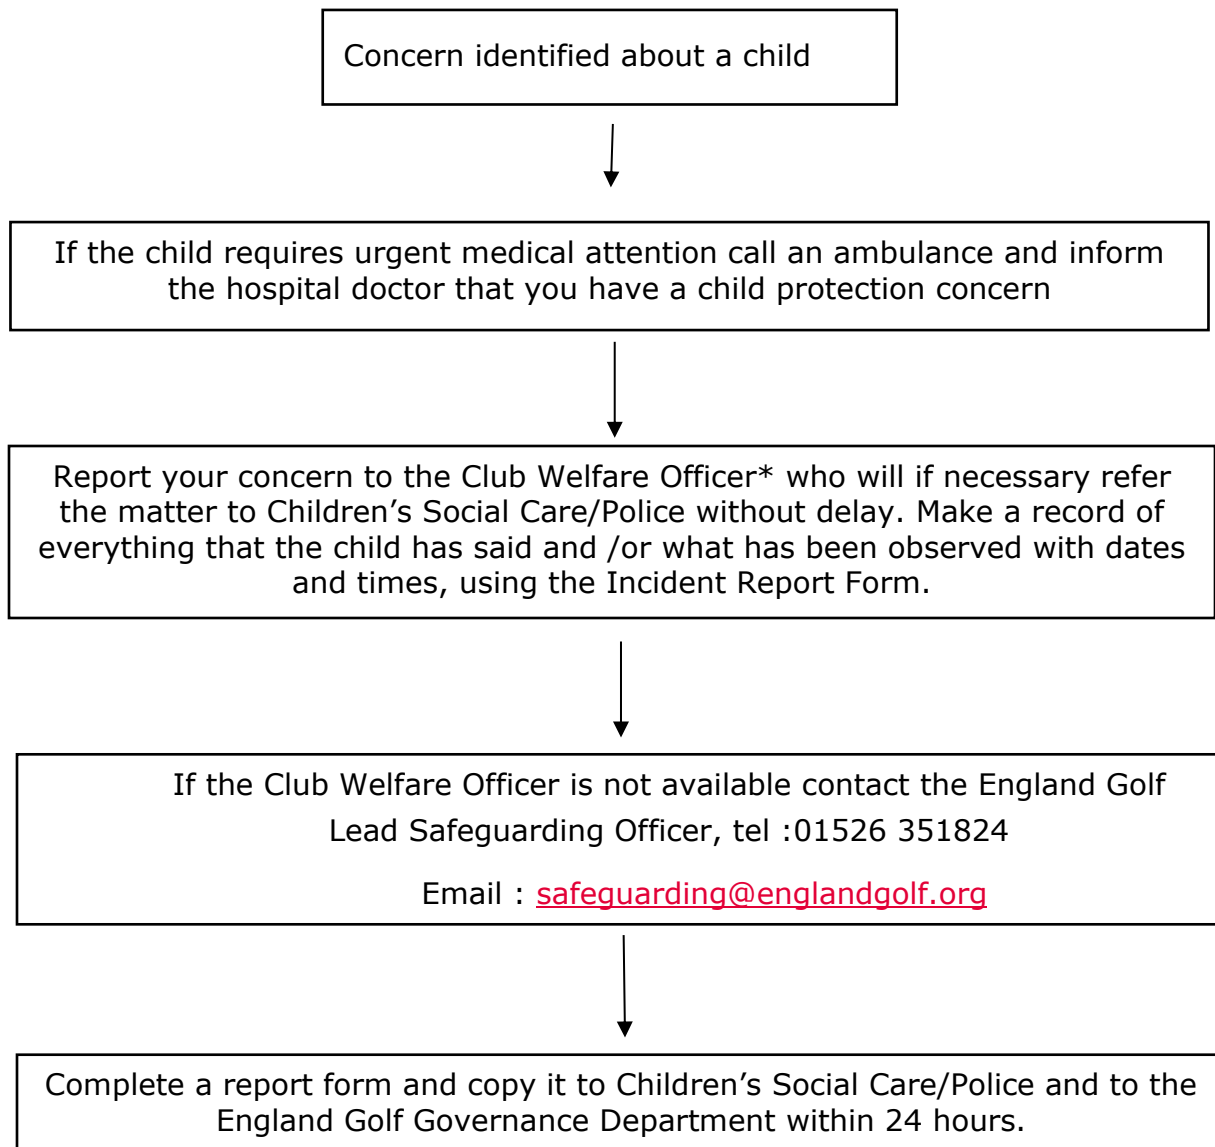 Concern identified about a child
If the child requires urgent medical attention call an ambulance and inform
the hospital doctor that you have a child protection concern
Report your concern to the Club Welfare Officer* who will if necessary refer
the matter to Children’s Social Care/Police without delay. Make a record of
everything that the child has said and /or what has been observed with dates
and times, using the Incident Report Form.
If the Club Welfare Officer is not available contact the England Golf
Lead Safeguarding Officer, tel :01526 351824
Email : safeguarding@englandgolf.org
Complete a report form and copy it to Children’s Social Care/Police and to the
England Golf Governance Department within 24 hours.